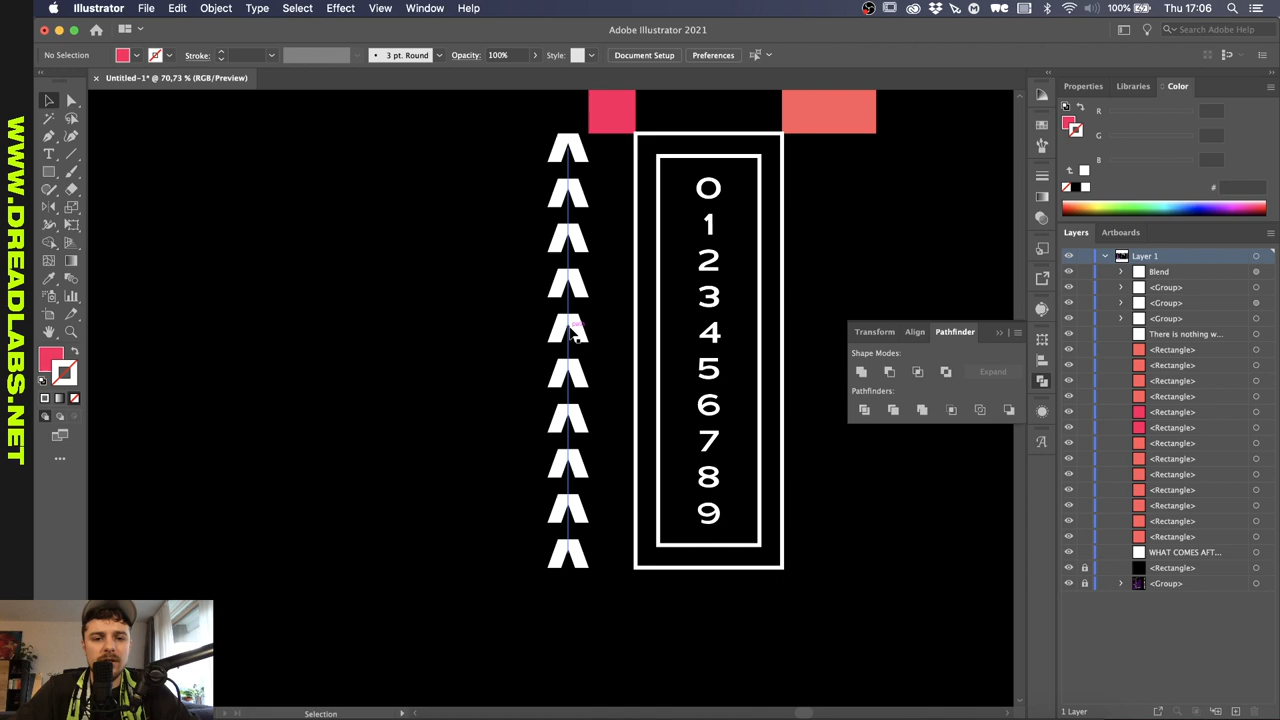 Illustrator File Edit Object Type Select Effect View Window Help 100% Thu 17:06
Adobe Illustrator 2021
Search Adobe Help
No Selection Stroke: 3 pt. Round Opacity: 100% Style: Document Setup Preferences
Untitled-1* @ 70,73 % (RGB/Preview)
Properties Libraries Color
R
G
B
#
Layers Artboards
Layer 1
Blend
<Group>
<Group>
<Group>
There is nothing w...
<Rectangle>
<Rectangle>
<Rectangle>
<Rectangle>
<Rectangle>
<Rectangle>
<Rectangle>
<Rectangle>
<Rectangle>
<Rectangle>
<Rectangle>
<Rectangle>
<Rectangle>
WHAT COMES AFT...
<Rectangle>
<Group>
Transform Align Pathfinder
Shape Modes:
Expand
Pathfinders:
0
1
2
3
4
5
6
7
8
9
WWW.DREADLABS.NET
Selection
1 Layer